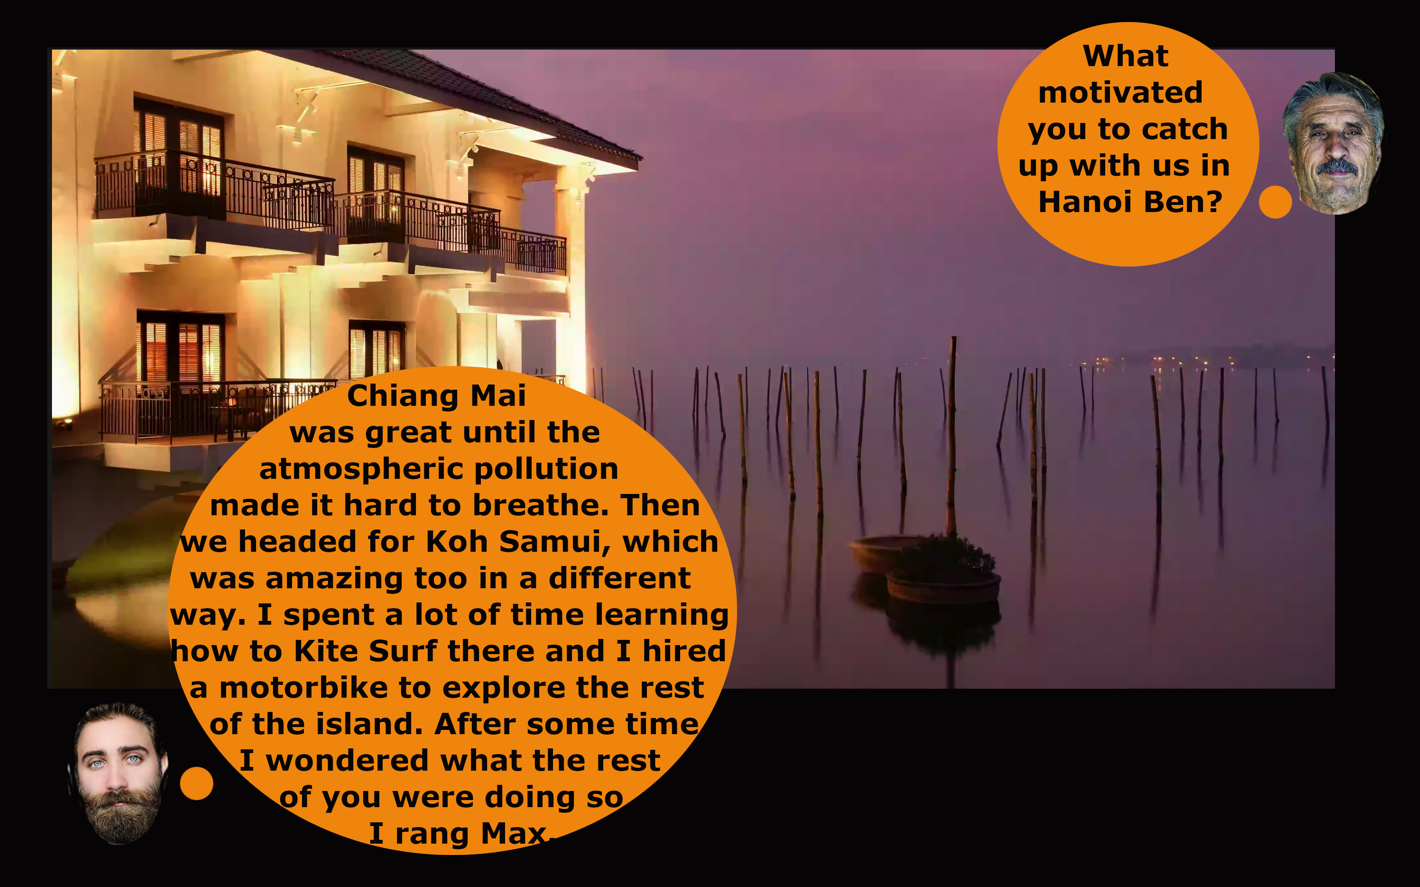 What
motivated
you to catch
up with us in
Hanoi Ben?
Chiang Mai
was great until the
atmospheric pollution
made it hard to breathe. Then
we headed for Koh Samui, which
was amazing too in a different
way. I spent a lot of time learning
how to Kite Surf there and I hired
a motorbike to explore the rest
of the island. After some time
I wondered what the rest
of you were doing so
I rang Max.